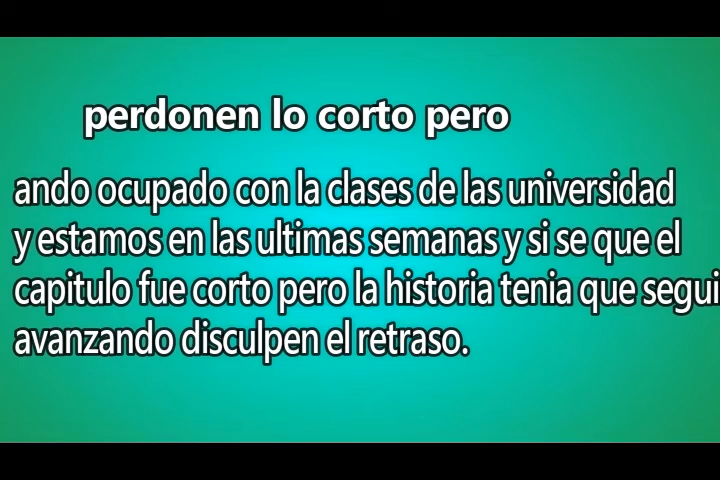 perdonen lo corto pero
ando ocupado con la clases de las universidad
y estamos en las ultimas semanas y si se que el
capitulo fue corto pero la historia tenia que segui
avanzando disculpen el retraso.